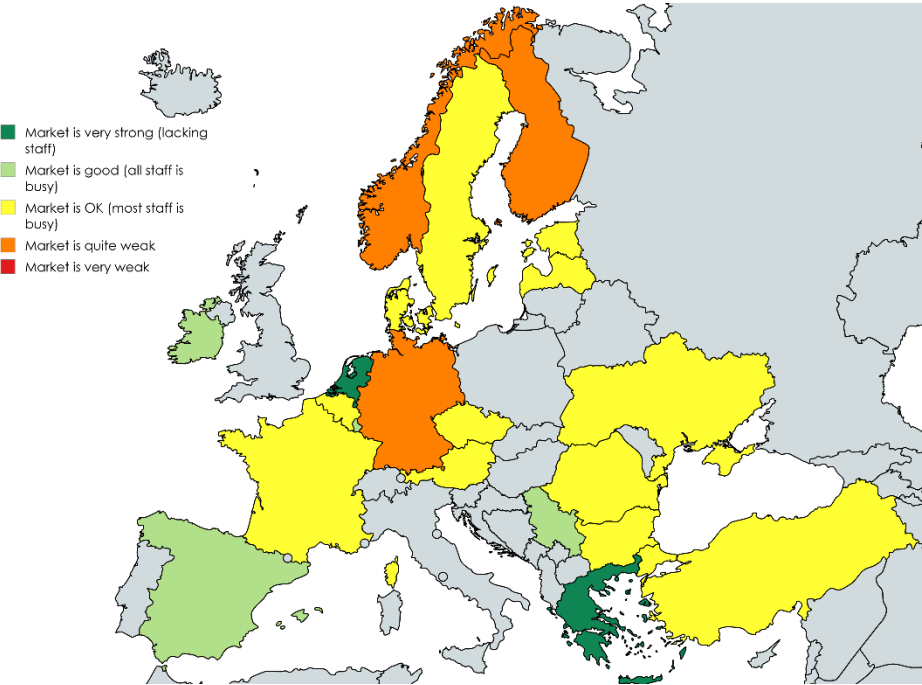 Market is very strong (lacking
staff)
Market is good (all staff is
busy)
Market is OK (most staff is
busy)
Market is quite weak
Market is very weak